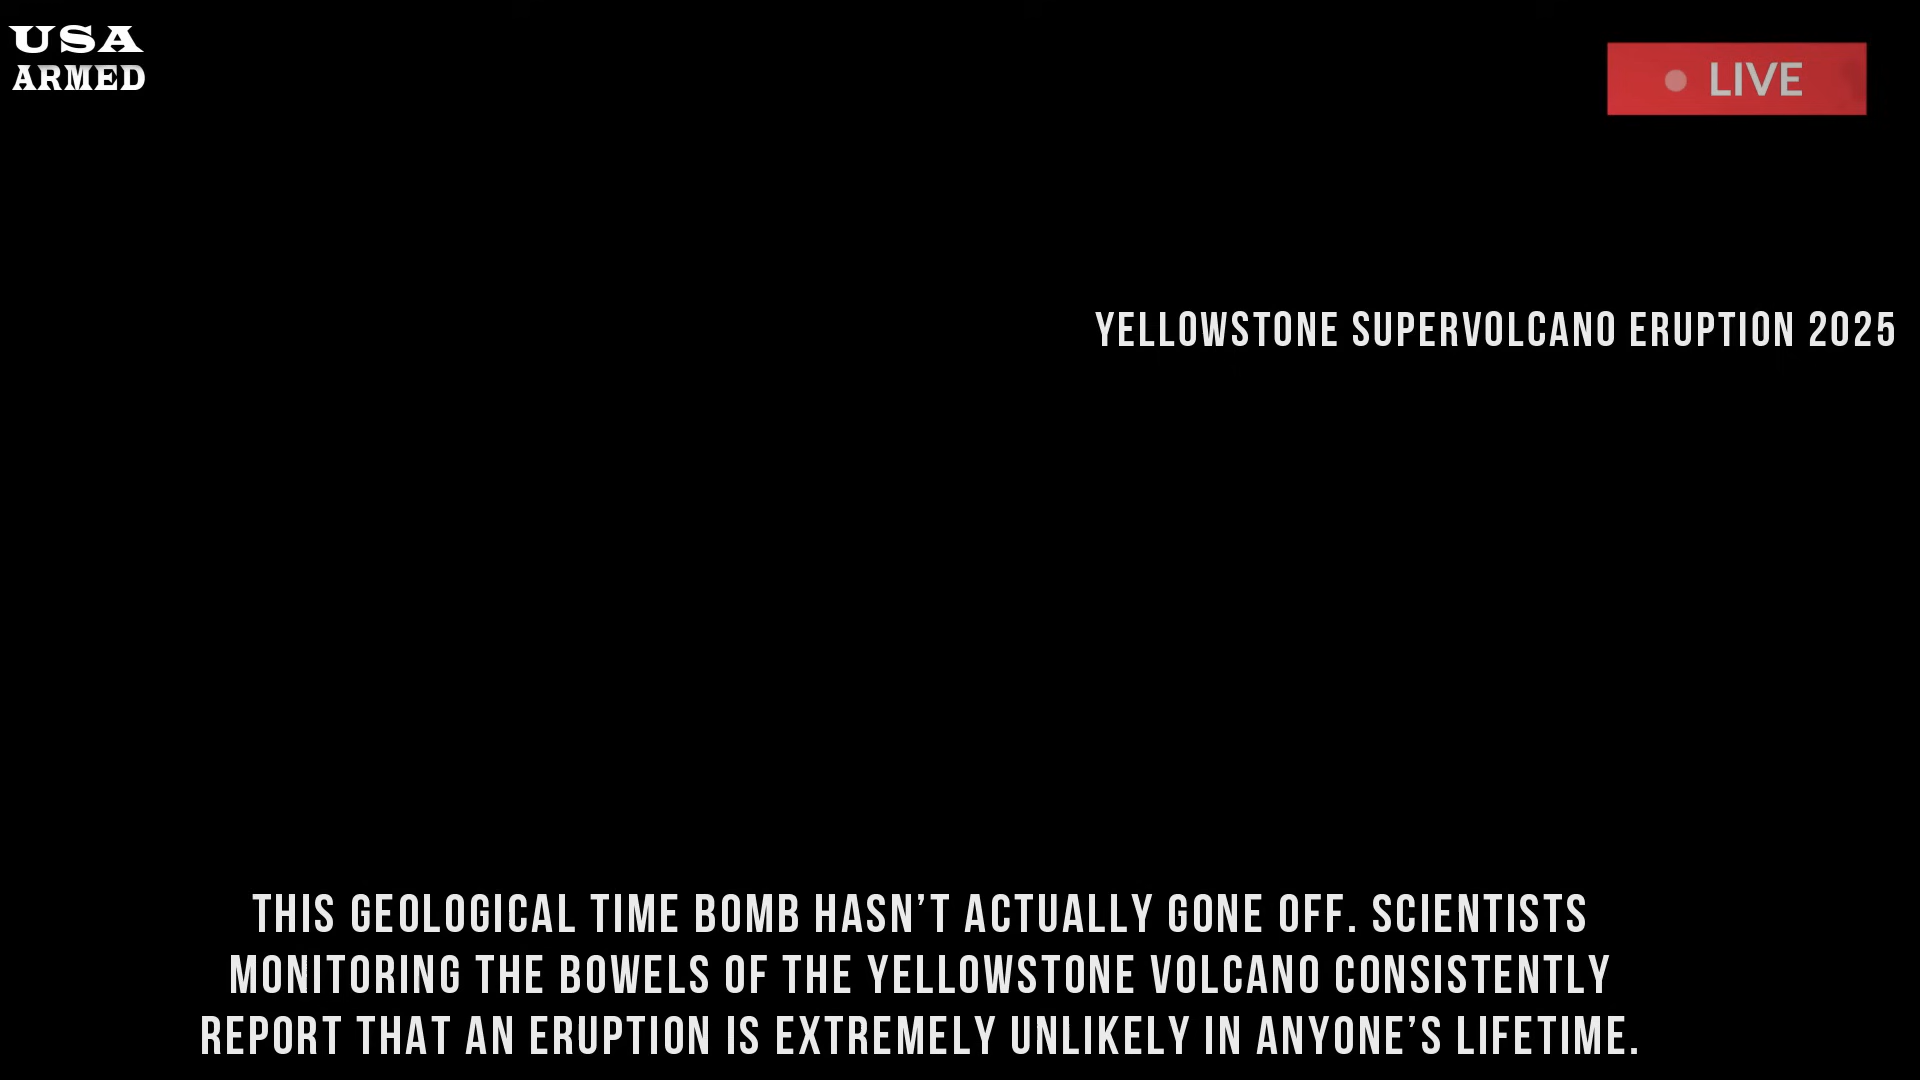 USA
ARMED
LIVE
YELLOWSTONE SUPERVOLCANO ERUPTION 2025
THIS GEOLOGICAL TIME BOMB HASN’T ACTUALLY GONE OFF. SCIENTISTS
MONITORING THE BOWELS OF THE YELLOWSTONE VOLCANO CONSISTENTLY
REPORT THAT AN ERUPTION IS EXTREMELY UNLIKELY IN ANYONE’S LIFETIME.